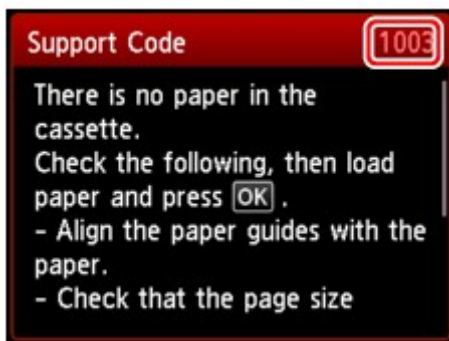 Support Code 1003
There is no paper in the
cassette.
Check the following, then load
paper and press OK .
- Align the paper guides with the
paper.
- Check that the page size